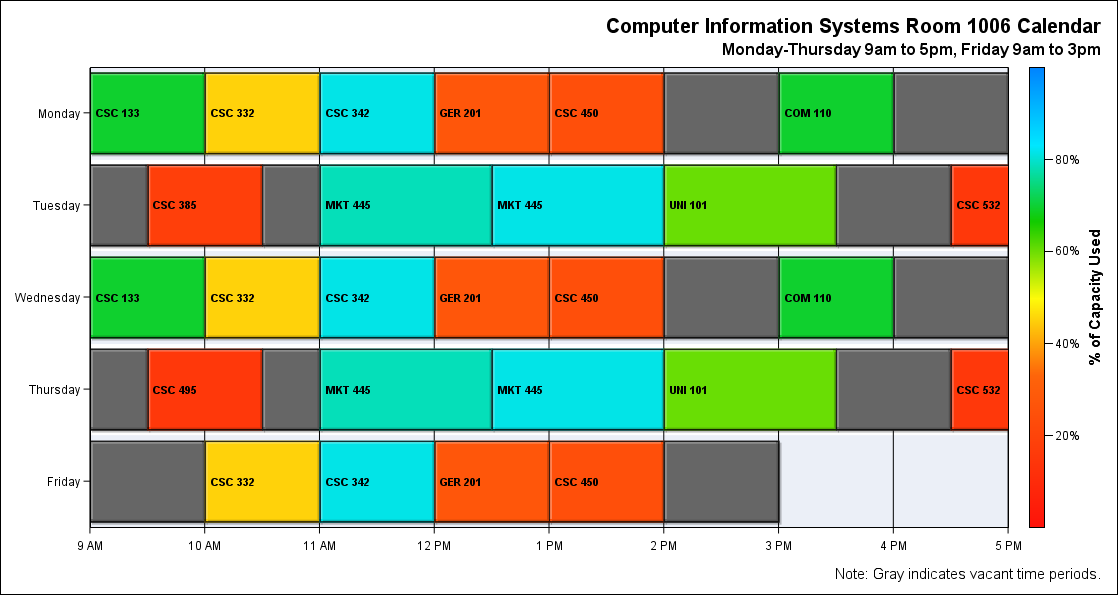 Computer Information Systems Room 1006 Calendar
Monday-Thursday 9am to 5pm, Friday 9am to 3pm
Monday CSC 133 CSC 332 CSC 342 GER 201 CSC 450 COM 110
80%
Tuesday CSC 385 MKT 445 MKT 445 UNI 101 CSC 532
60%
% of Capacity Used
Wednesday CSC 133 CSC 332 CSC 342 GER 201 CSC 450 COM 110
40%
Thursday CSC 495 MKT 445 MKT 445 UNI 101 CSC 532
20%
Friday CSC 332 CSC 342 GER 201 CSC 450
9 AM 10 AM 11 AM 12 PM 1 PM 2 PM 3 PM 4 PM 5 PM
Note: Gray indicates vacant time periods.